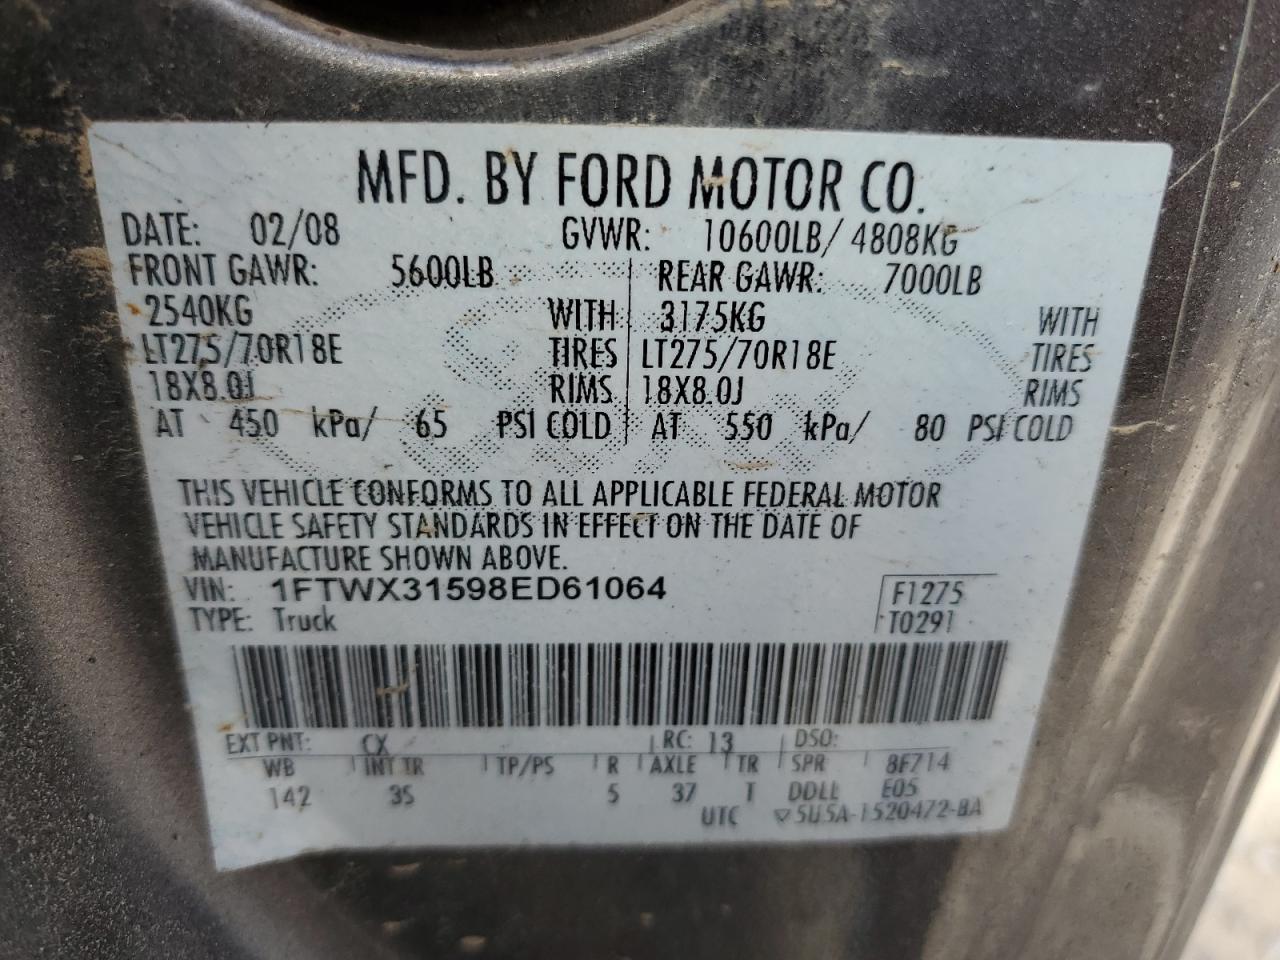 MFD. BY FORD MOTOR CO.
DATE: 02/08 GVWR: 10600LB/ 4808KG
FRONT GAWR: 5600LB REAR GAWR: 7000LB
2540KG WITH 3175KG WITH
LT275/70R18E TIRES LT275/70R18E TIRES
18X8.0J RIMS 18X8.0J RIMS
AT 450 kPa/ 65 PSI COLD AT 550 kPa/ 80 PSI COLD
THIS VEHICLE CONFORMS TO ALL APPLICABLE FEDERAL MOTOR
VEHICLE SAFETY STANDARDS IN EFFECT ON THE DATE OF
MANUFACTURE SHOWN ABOVE.
VIN: 1FTWX31598ED61064 F1275
TYPE: Truck T0291
EXT PNT: CX RC: 13 DSO:
WB INT TR TP/PS R AXLE TR SPR 8F714
142 3S 5 37 T DDLL E05
UTC ▽5U5A-1520472-BA